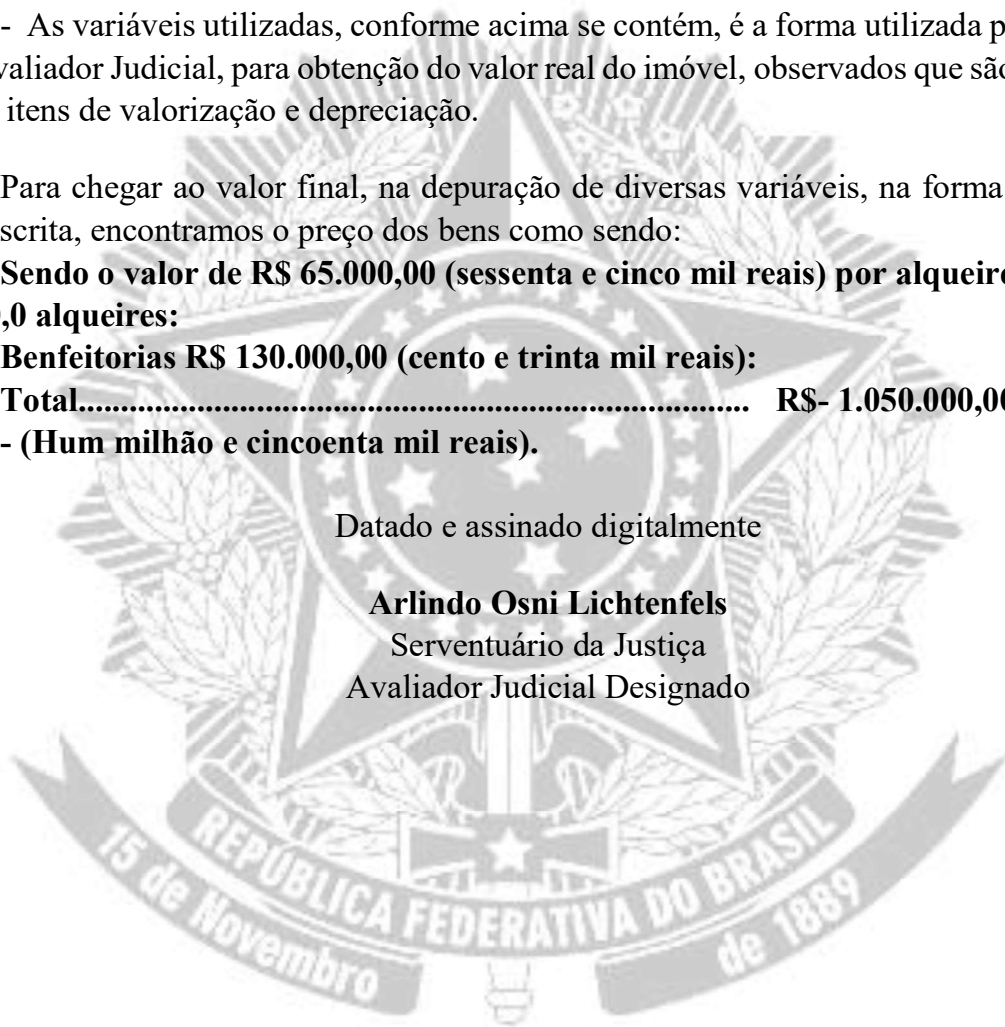 - As variáveis utilizadas, conforme acima se contém, é a forma utilizada p
valiador Judicial, para obtenção do valor real do imóvel, observados que são
itens de valorização e depreciação.
Para chegar ao valor final, na depuração de diversas variáveis, na forma
scrita, encontramos o preço dos bens como sendo:
Sendo o valor de R$ 65.000,00 (sessenta e cinco mil reais) por alqueir
,0 alqueires:
Benfeitorias R$ 130.000,00 (cento e trinta mil reais):
Total............................................................................... R$- 1.050.000,00
- (Hum milhão e cincoenta mil reais).
Datado e assinado digitalmente
Arlindo Osni Lichtenfels
Serventuário da Justiça
Avaliador Judicial Designado
REPÚBLICA FEDERATIVA DO BRASIL
15 de Novembro de 1889